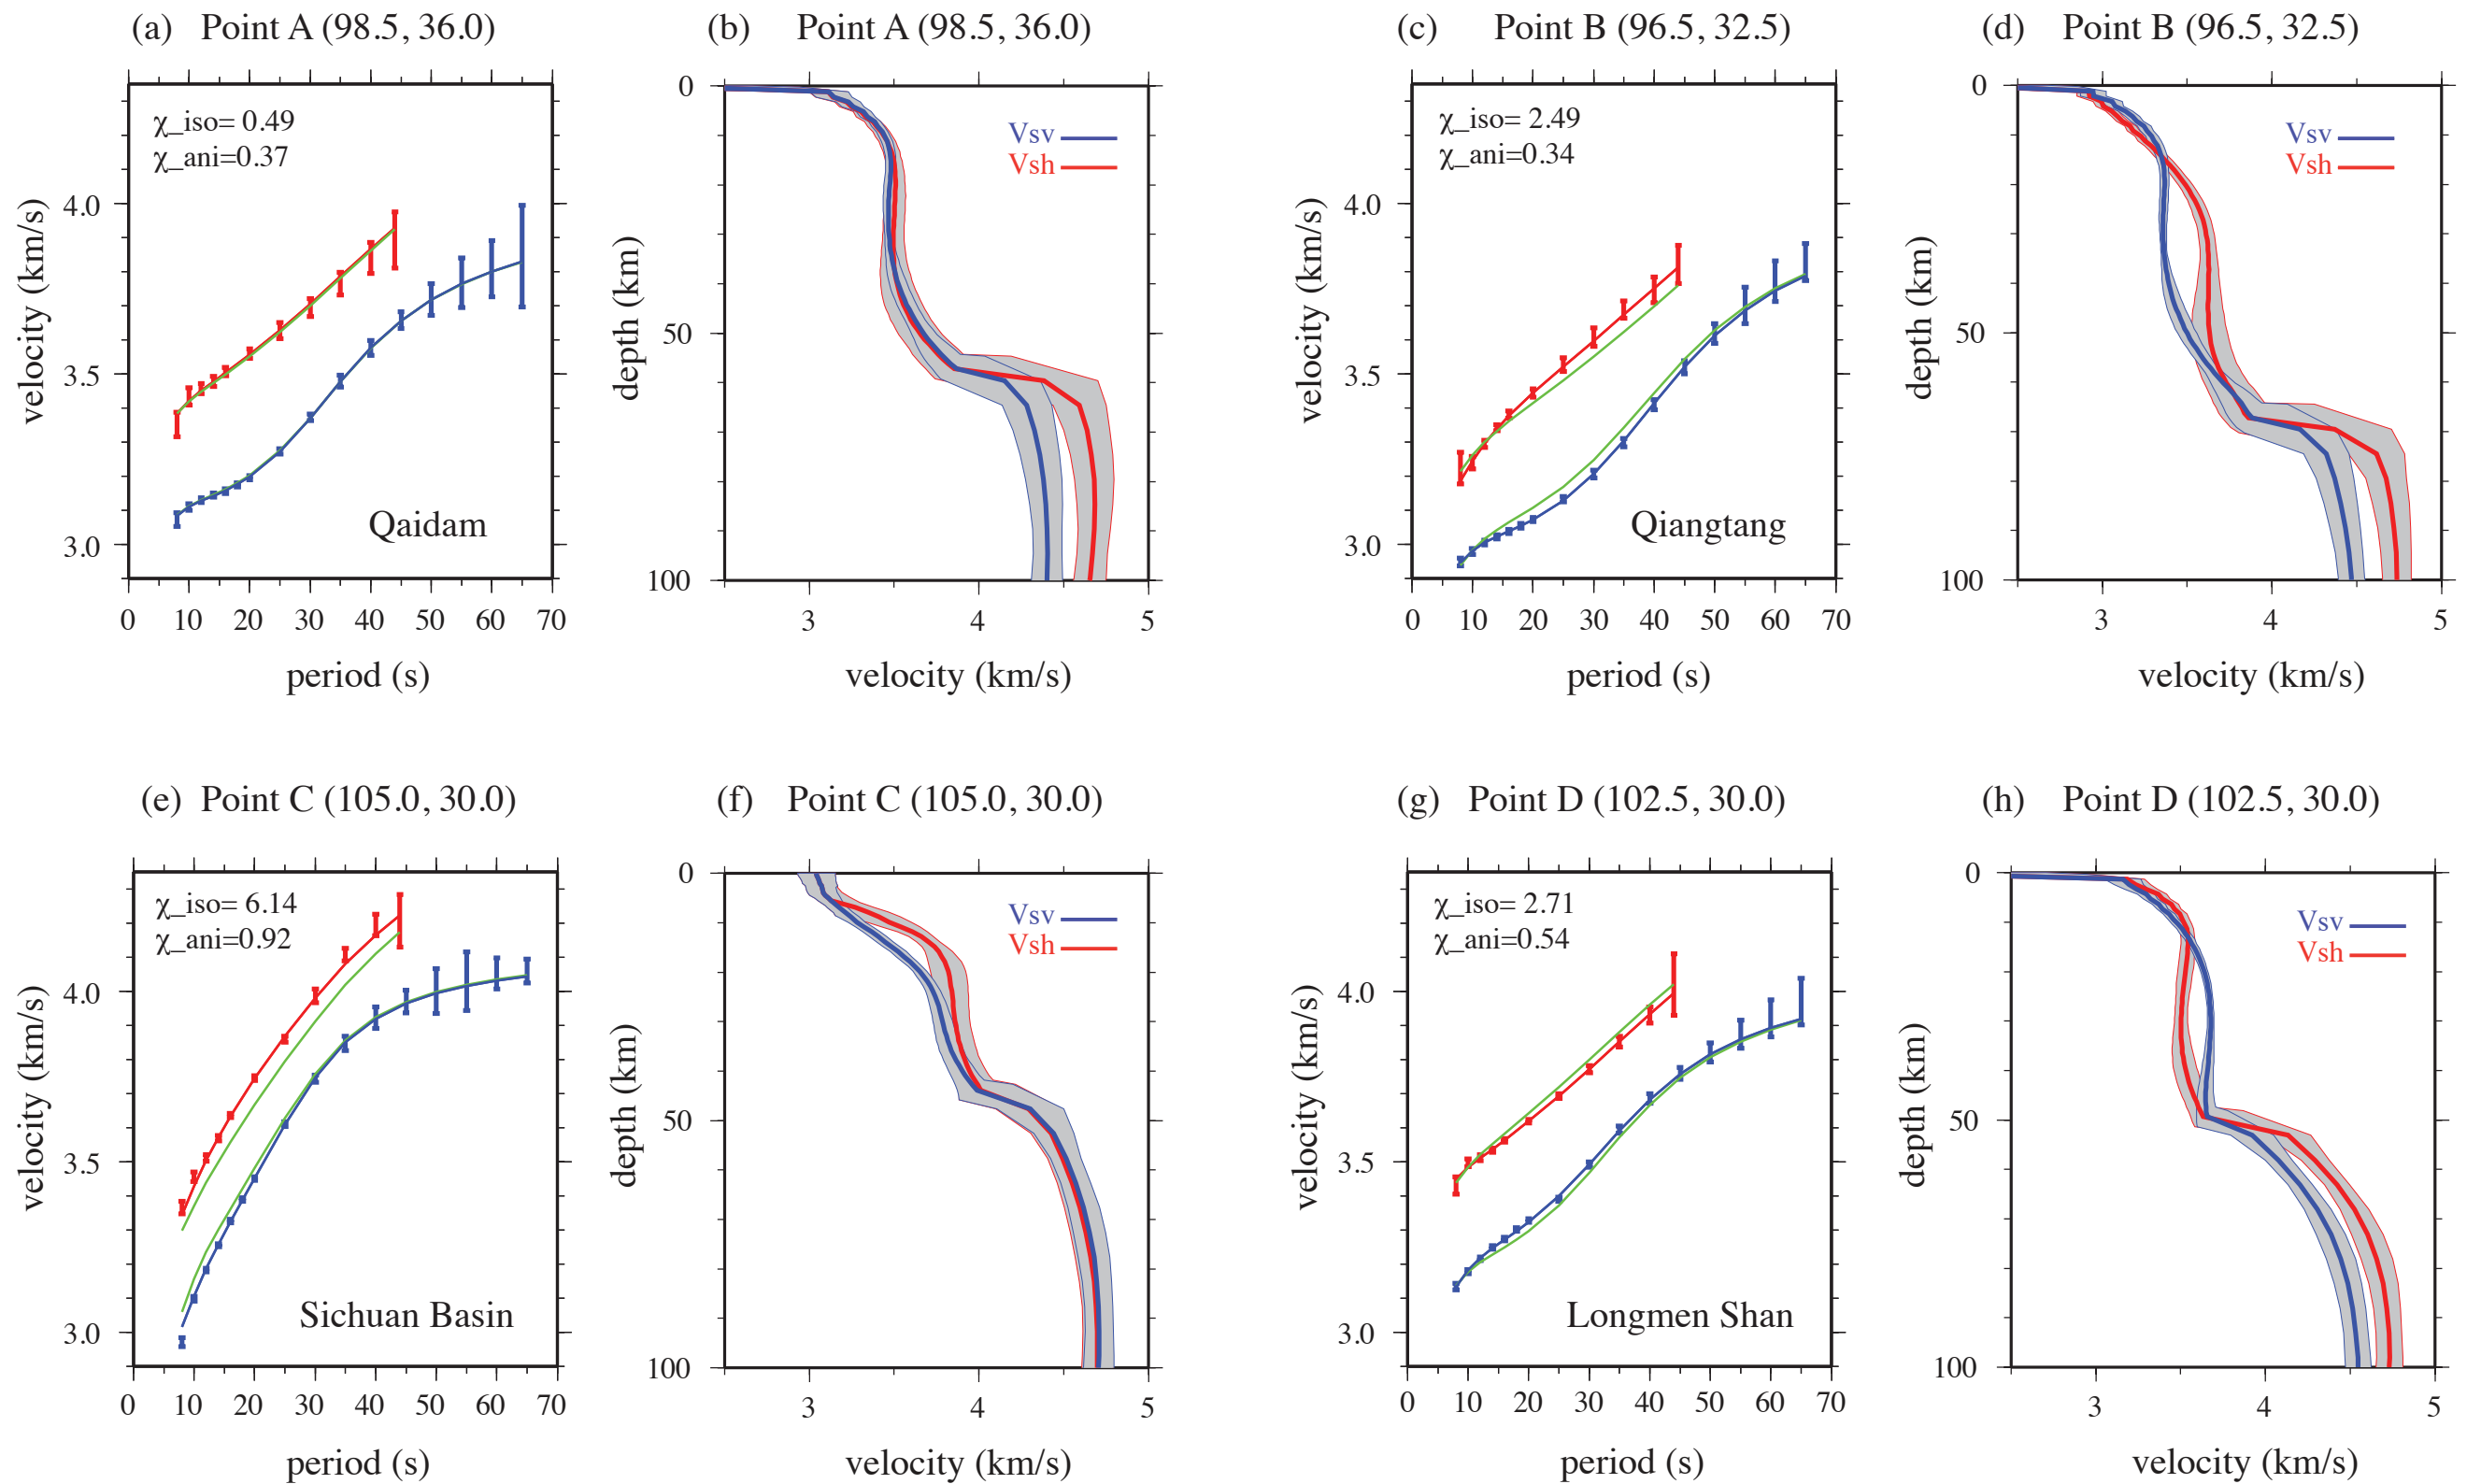 (a) Point A (98.5, 36.0)
χ_iso= 0.49
χ_ani=0.37
Qaidam
velocity (km/s)
4.0
3.5
3.0
0 10 20 30 40 50 60 70
period (s)
(b) Point A (98.5, 36.0)
Vsv
Vsh
depth (km)
0
50
100
3 4 5
velocity (km/s)
(c) Point B (96.5, 32.5)
χ_iso= 2.49
χ_ani=0.34
Qiangtang
velocity (km/s)
4.0
3.5
3.0
0 10 20 30 40 50 60 70
period (s)
(d) Point B (96.5, 32.5)
Vsv
Vsh
depth (km)
0
50
100
3 4 5
velocity (km/s)
(e) Point C (105.0, 30.0)
χ_iso= 6.14
χ_ani=0.92
Sichuan Basin
velocity (km/s)
4.0
3.5
3.0
0 10 20 30 40 50 60 70
period (s)
(f) Point C (105.0, 30.0)
Vsv
Vsh
depth (km)
0
50
100
3 4 5
velocity (km/s)
(g) Point D (102.5, 30.0)
χ_iso= 2.71
χ_ani=0.54
Longmen Shan
velocity (km/s)
4.0
3.5
3.0
0 10 20 30 40 50 60 70
period (s)
(h) Point D (102.5, 30.0)
Vsv
Vsh
depth (km)
0
50
100
3 4 5
velocity (km/s)